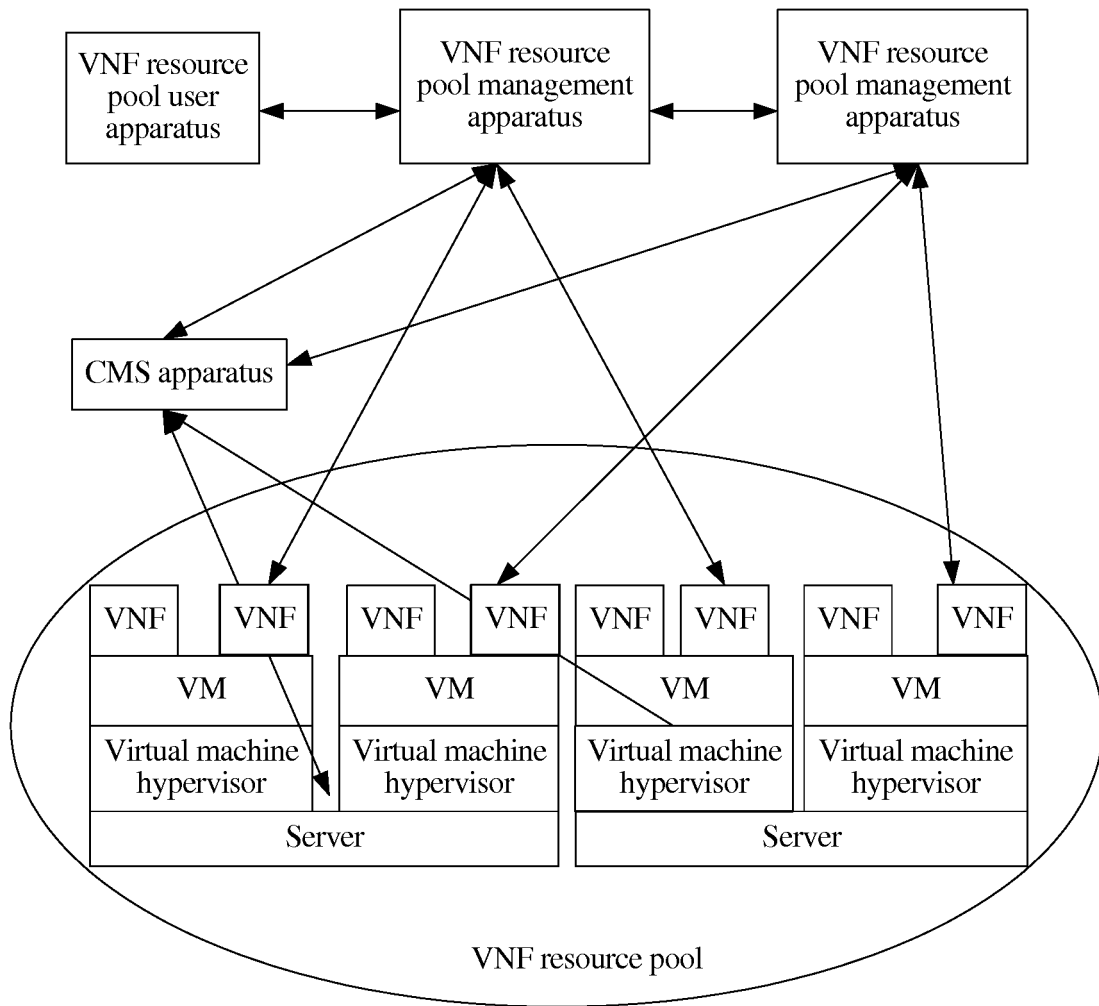 VNF resource
pool user
apparatus
VNF resource
pool management
apparatus
VNF resource
pool management
apparatus
CMS apparatus
VNF
VNF
VNF
VNF
VNF
VNF
VNF
VNF
VM
VM
VM
VM
Virtual machine
hypervisor
Virtual machine
hypervisor
Virtual machine
hypervisor
Virtual machine
hypervisor
Server
Server
VNF resource pool